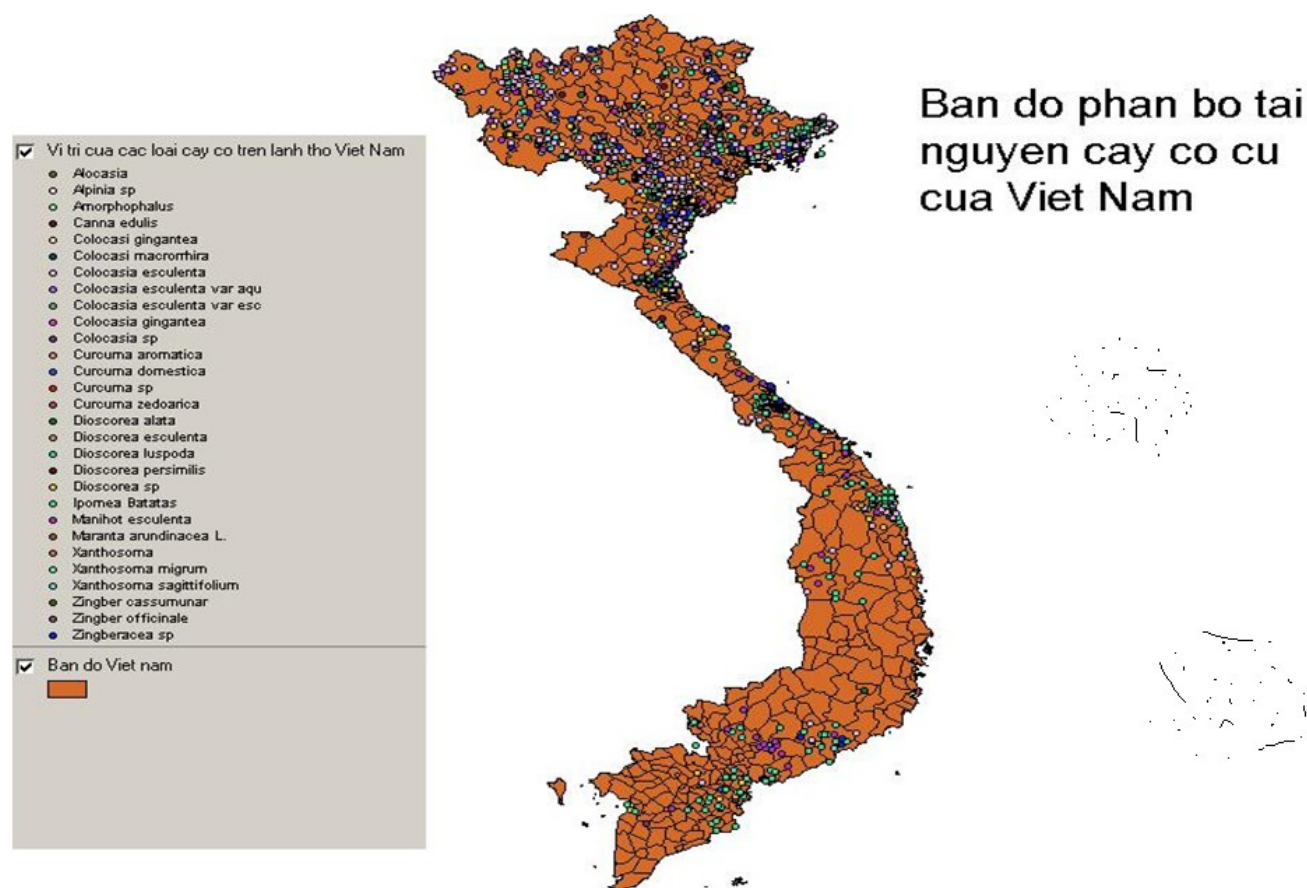 Ban do phan bo tai
nguyen cay co cu
cua Viet Nam
Vi tri cua cac loai cay co tren lanh tho Viet Nam
Alocasia
Alpinia sp
Amorphophalus
Canna edulis
Colocasi gingantea
Colocasi macrorrhira
Colocasia esculenta
Colocasia esculenta var aqu
Colocasia esculenta var esc
Colocasia gingantea
Colocasia sp
Curcuma aromatica
Curcuma domestica
Curcuma sp
Curcuma zedoarica
Dioscorea alata
Dioscorea esculenta
Dioscorea luspoda
Dioscorea persimilis
Dioscorea sp
Ipomea Batatas
Manihot esculenta
Maranta arundinacea L.
Xanthosoma
Xanthosoma migrum
Xanthosoma sagittifolium
Zingber cassumunar
Zingber officinale
Zingberacea sp
Ban do Viet nam